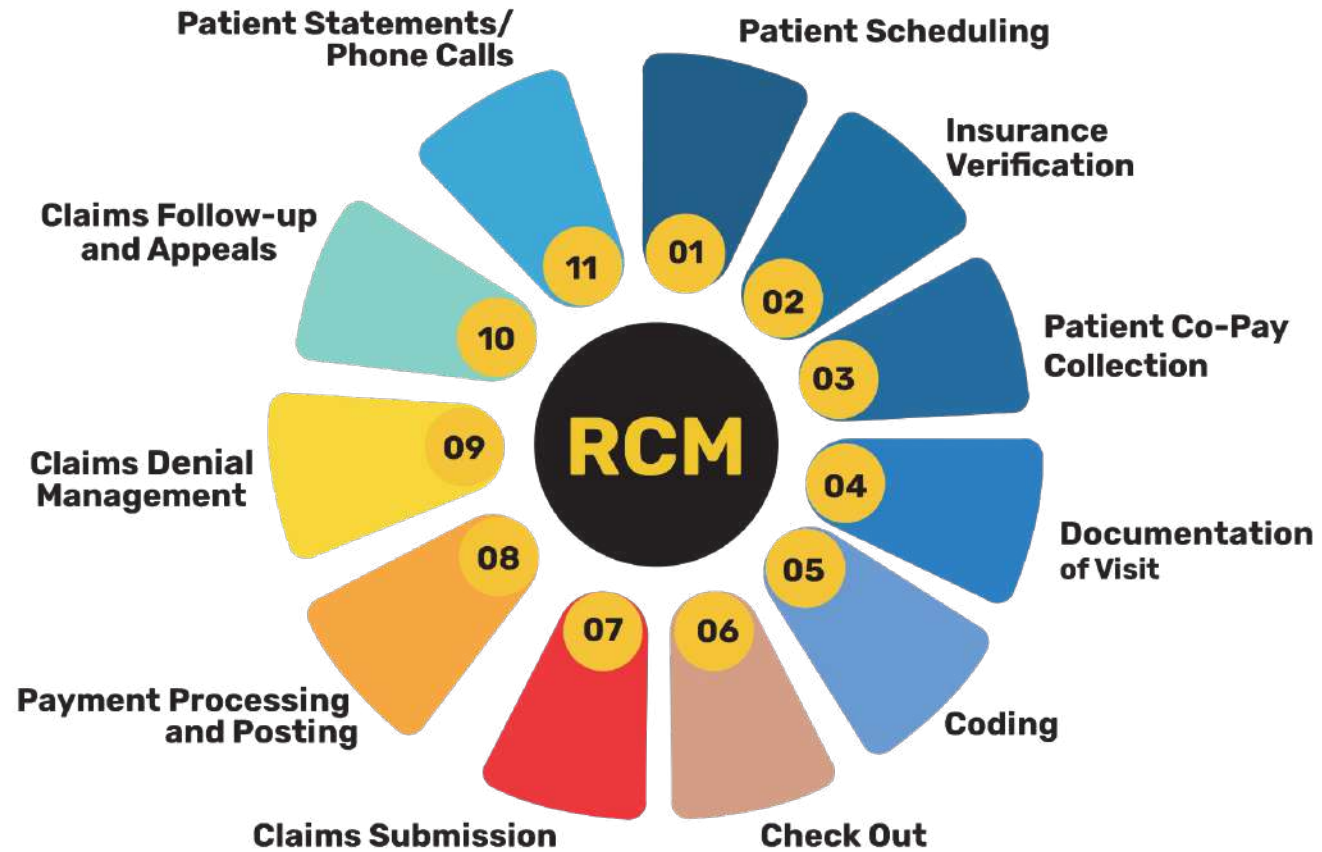 Patient Statements/
Phone Calls
Patient Scheduling
Insurance
Verification
Claims Follow-up
and Appeals
11
01
02
10
Patient Co-Pay
Collection
03
RCM
09
Claims Denial
Management
04
Documentation
of Visit
08
05
07
06
Payment Processing
and Posting
Coding
Claims Submission
Check Out